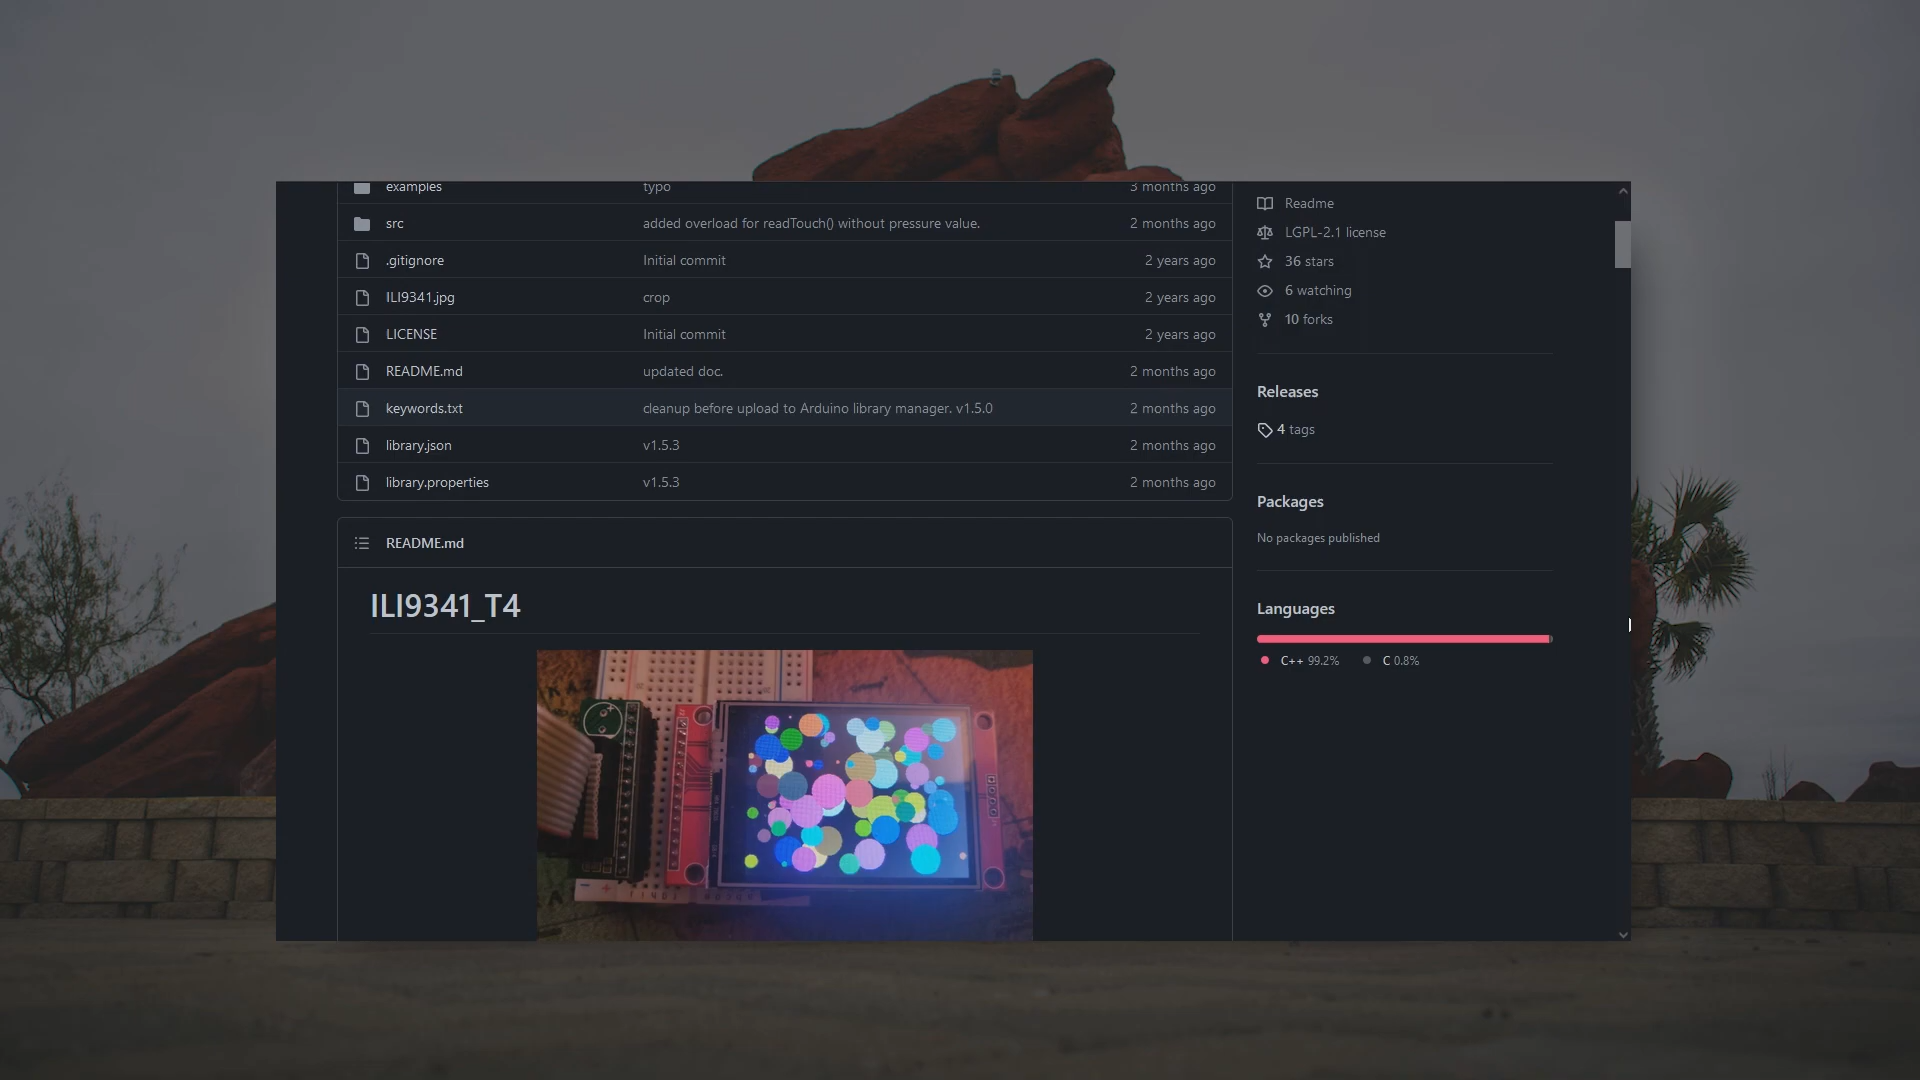 examples typo 3 months ago
src added overload for readTouch() without pressure value. 2 months ago
.gitignore Initial commit 2 years ago
ILI9341.jpg crop 2 years ago
LICENSE Initial commit 2 years ago
README.md updated doc. 2 months ago
keywords.txt cleanup before upload to Arduino library manager. v1.5.0 2 months ago
library.json v1.5.3 2 months ago
library.properties v1.5.3 2 months ago
README.md
ILI9341_T4
Readme
LGPL-2.1 license
36 stars
6 watching
10 forks
Releases
4 tags
Packages
No packages published
Languages
C++ 99.2% C 0.8%